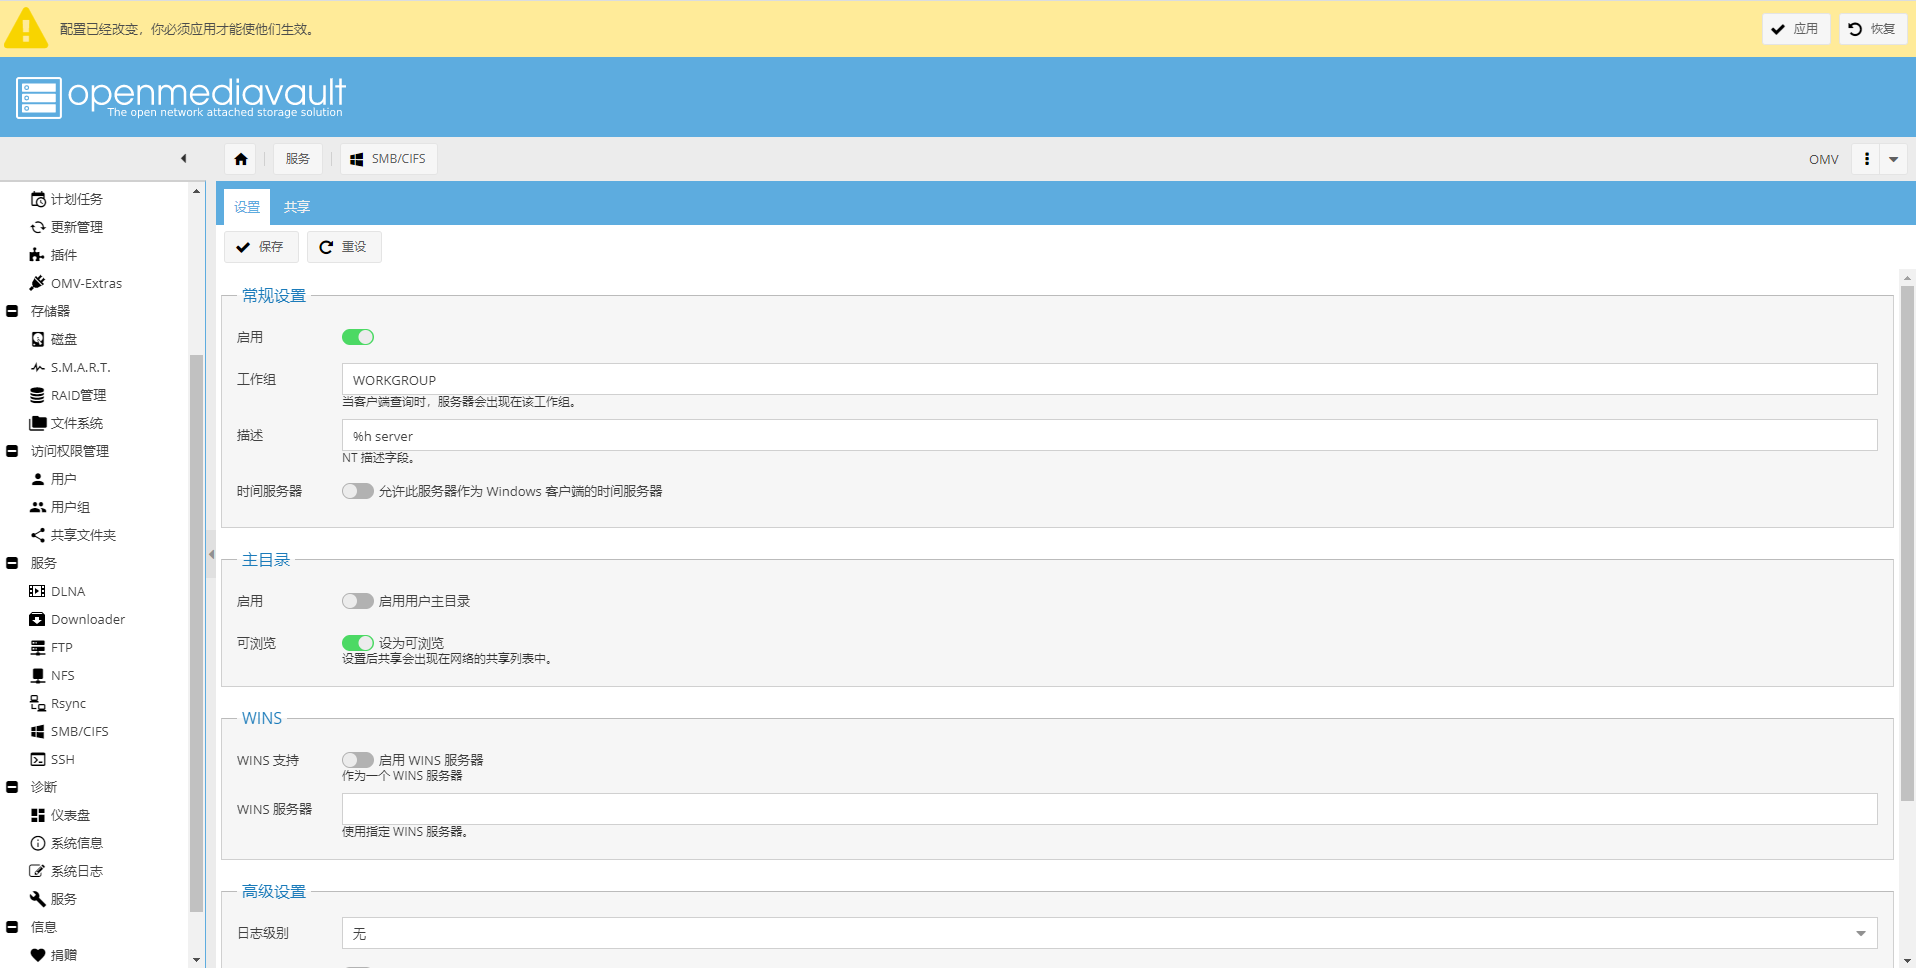 配置已经改变，你必须应用才能使他们生效。
应用
恢复
openmediavault
The open network attached storage solution
服务
SMB/CIFS
OMV
计划任务
更新管理
插件
OMV-Extras
存储器
磁盘
S.M.A.R.T.
RAID管理
文件系统
访问权限管理
用户
用户组
共享文件夹
服务
DLNA
Downloader
FTP
NFS
Rsync
SMB/CIFS
SSH
诊断
仪表盘
系统信息
系统日志
服务
信息
捐赠
设置 共享
保存 重设
常规设置
启用
工作组 WORKGROUP
当客户端查询时，服务器会出现在该工作组。
描述 %h server
NT 描述字段。
时间服务器 允许此服务器作为 Windows 客户端的时间服务器
主目录
启用 启用用户主目录
可浏览 设为可浏览
设置后共享会出现在网络的共享列表中。
WINS
WINS 支持 启用 WINS 服务器
作为一个 WINS 服务器
WINS 服务器
使用指定 WINS 服务器。
高级设置
日志级别 无